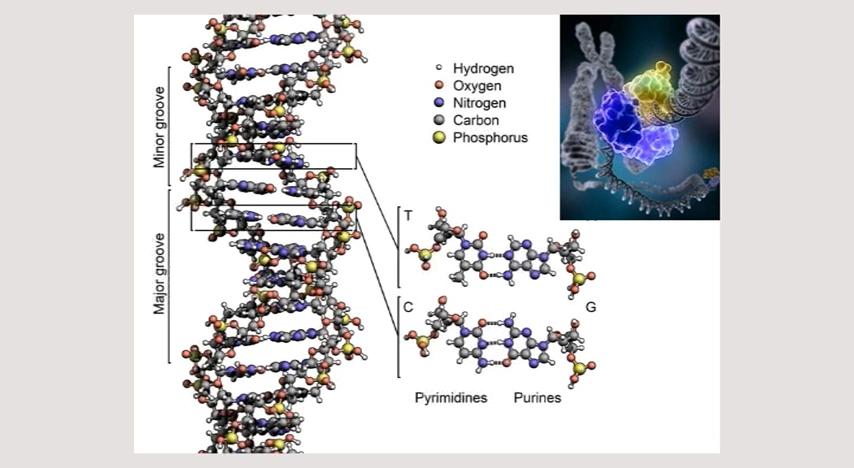 Hydrogen
Oxygen
Nitrogen
Carbon
Phosphorus
Minor groove
Major groove
T
C
G
Pyrimidines
Purines